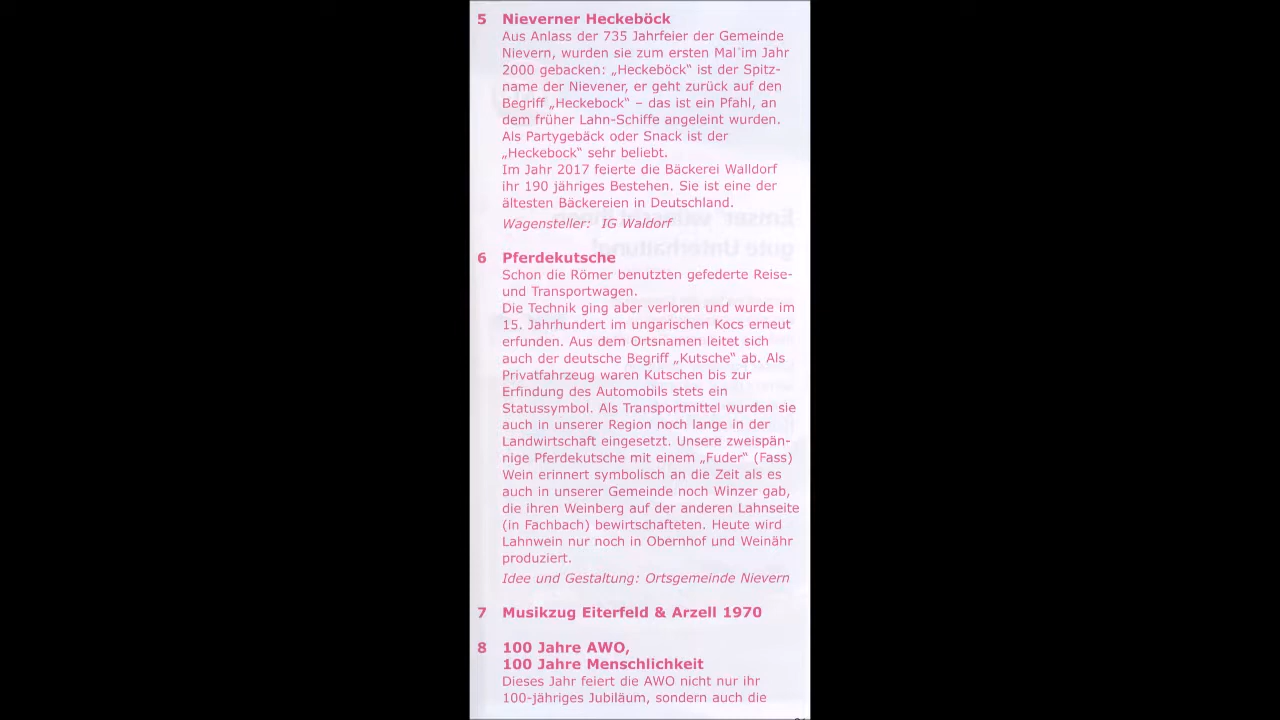 5 Nieverner Heckeböck
Aus Anlass der 735 Jahrfeier der Gemeinde
Nievern, wurden sie zum ersten Mal im Jahr
2000 gebacken: „Heckeböck“ ist der Spitz-
name der Nievener, er geht zurück auf den
Begriff „Heckebock“ – das ist ein Pfahl, an
dem früher Lahn-Schiffe angeleint wurden.
Als Partygebäck oder Snack ist der
„Heckebock“ sehr beliebt.
Im Jahr 2017 feierte die Bäckerei Walldorf
ihr 190 jähriges Bestehen. Sie ist eine der
ältesten Bäckereien in Deutschland.
Wagensteller: IG Waldorf
6 Pferdekutsche
Schon die Römer benutzten gefederte Reise-
und Transportwagen.
Die Technik ging aber verloren und wurde im
15. Jahrhundert im ungarischen Kocs erneut
erfunden. Aus dem Ortsnamen leitet sich
auch der deutsche Begriff „Kutsche“ ab. Als
Privatfahrzeug waren Kutschen bis zur
Erfindung des Automobils stets ein
Statussymbol. Als Transportmittel wurden sie
auch in unserer Region noch lange in der
Landwirtschaft eingesetzt. Unsere zweispän-
nige Pferdekutsche mit einem „Fuder“ (Fass)
Wein erinnert symbolisch an die Zeit als es
auch in unserer Gemeinde noch Winzer gab,
die ihren Weinberg auf der anderen Lahnseite
(in Fachbach) bewirtschafteten. Heute wird
Lahnwein nur noch in Obernhof und Weinähr
produziert.
Idee und Gestaltung: Ortsgemeinde Nievern
7 Musikzug Eiterfeld & Arzell 1970
8 100 Jahre AWO,
100 Jahre Menschlichkeit
Dieses Jahr feiert die AWO nicht nur ihr
100-jähriges Jubiläum, sondern auch die